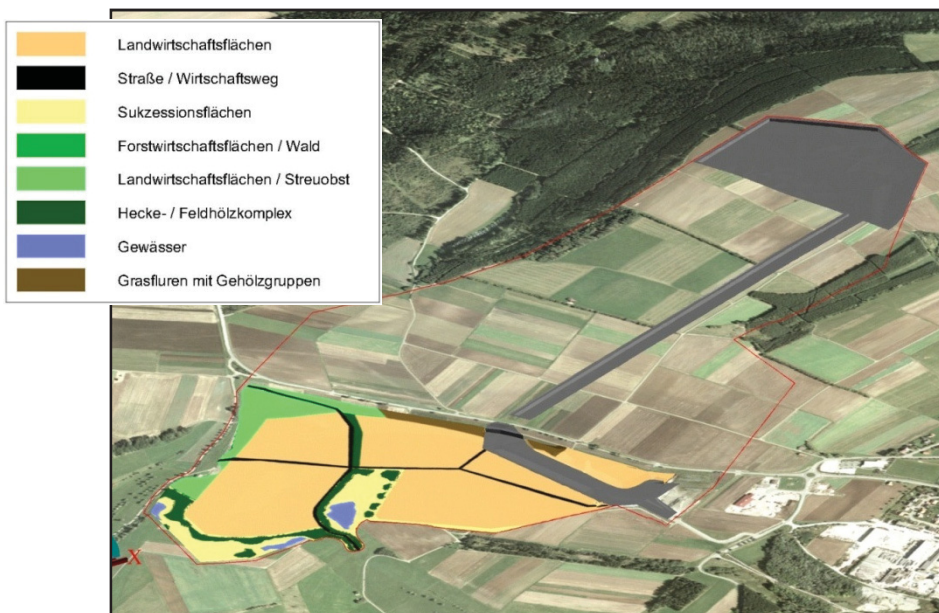 Landwirtschaftsflächen
Straße / Wirtschaftsweg
Sukzessionsflächen
Forstwirtschaftsflächen / Wald
Landwirtschaftsflächen / Streuobst
Hecke- / Feldhölzkomplex
Gewässer
Grasfluren mit Gehölzgruppen
X